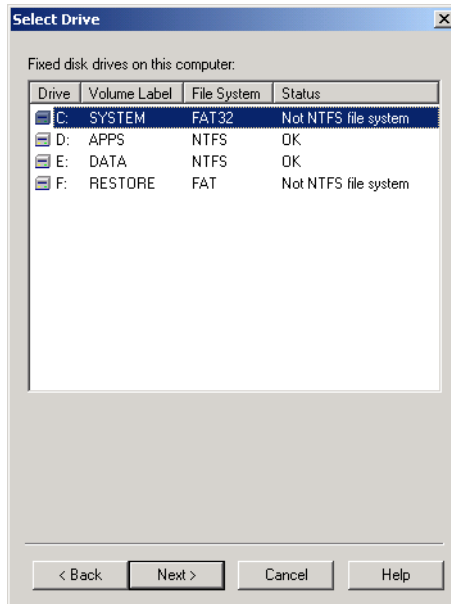 Select Drive
Fixed disk drives on this computer:
Drive Volume Label File System Status
C: SYSTEM FAT32 Not NTFS file system
D: APPS NTFS OK
E: DATA NTFS OK
F: RESTORE FAT Not NTFS file system
< Back Next > Cancel Help